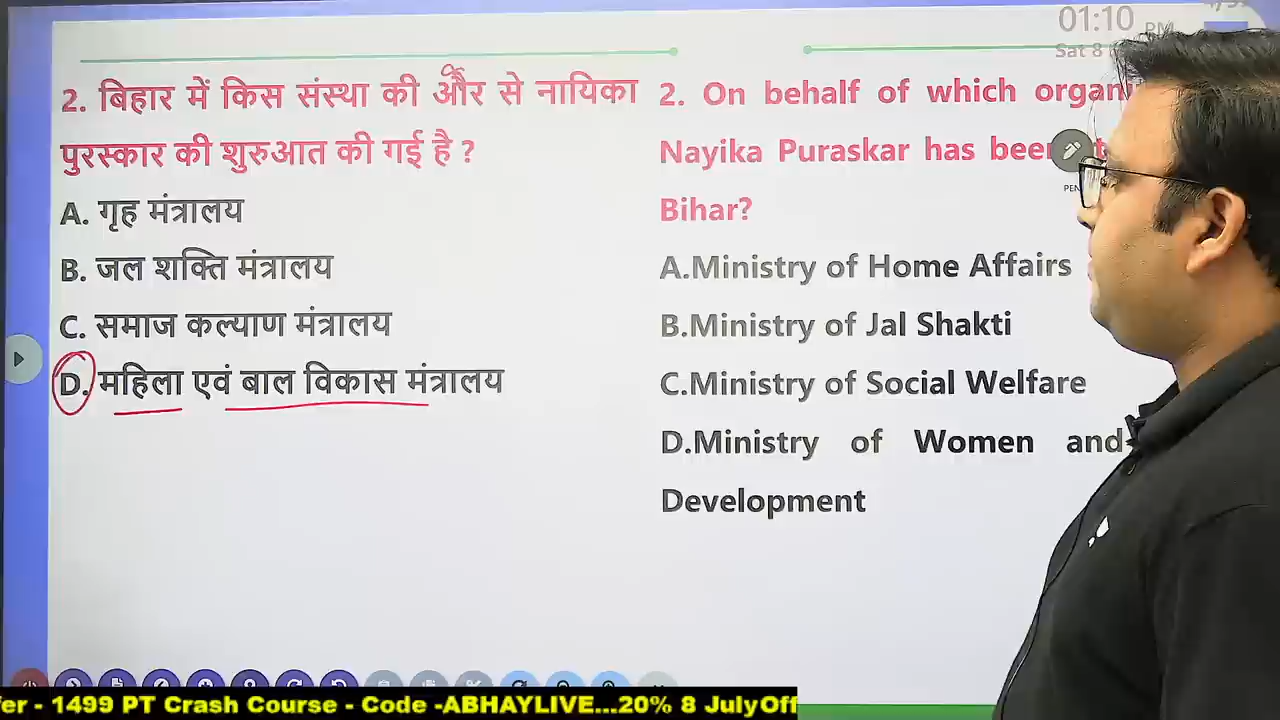 01:10 PM
Sat 8
2. बिहार में किस संस्था की और से नायिका
पुरस्कार की शुरुआत की गई है ?
A. गृह मंत्रालय
B. जल शक्ति मंत्रालय
C. समाज कल्याण मंत्रालय
D. महिला एवं बाल विकास मंत्रालय
2. On behalf of which
Nayika Puraskar has been
Bihar?
A.Ministry of Home Affairs
B.Ministry of Jal Shakti
C.Ministry of Social Welfare
D.Ministry of Women and
Development
fer - 1499 PT Crash Course - Code -ABHAYLIVE...20% 8 JulyOff